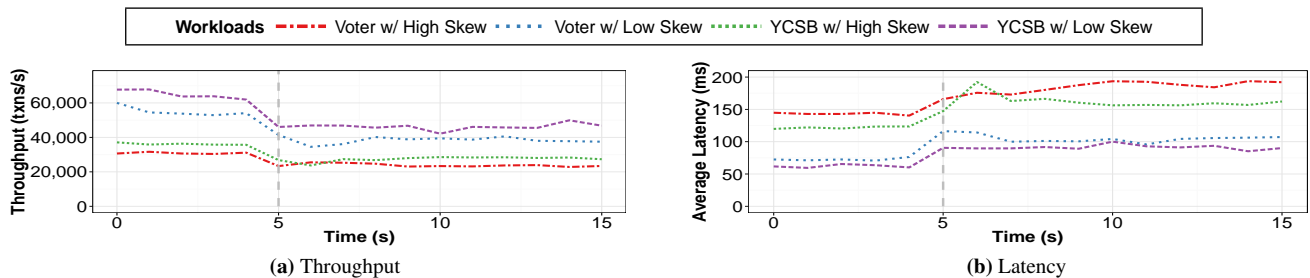 Workloads Voter w/ High Skew Voter w/ Low Skew YCSB w/ High Skew YCSB w/ Low Skew
Throughput (txns/s)
60,000
40,000
20,000
0
0 5 10 15
Time (s)
(a) Throughput
Average Latency (ms)
200
150
100
50
0
0 5 10 15
Time (s)
(b) Latency